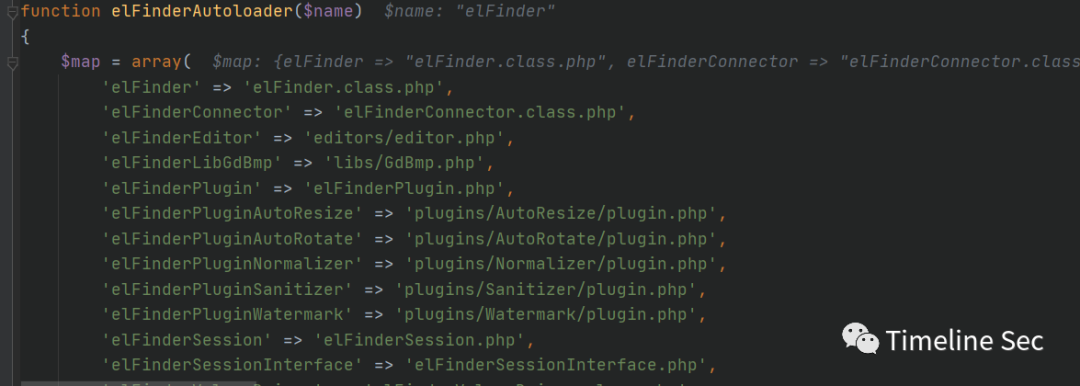 function elFinderAutoloader($name)  $name: "elFinder"
{
    $map = array(  $map: {elFinder => "elFinder.class.php", elFinderConnector => "elFinderConnector.class
        'elFinder' => 'elFinder.class.php',
        'elFinderConnector' => 'elFinderConnector.class.php',
        'elFinderEditor' => 'editors/editor.php',
        'elFinderLibGdBmp' => 'libs/GdBmp.php',
        'elFinderPlugin' => 'elFinderPlugin.php',
        'elFinderPluginAutoResize' => 'plugins/AutoResize/plugin.php',
        'elFinderPluginAutoRotate' => 'plugins/AutoRotate/plugin.php',
        'elFinderPluginNormalizer' => 'plugins/Normalizer/plugin.php',
        'elFinderPluginSanitizer' => 'plugins/Sanitizer/plugin.php',
        'elFinderPluginWatermark' => 'plugins/Watermark/plugin.php',
        'elFinderSession' => 'elFinderSession.php',
        'elFinderSessionInterface' => 'elFinderSessionInterface.php',
Timeline Sec